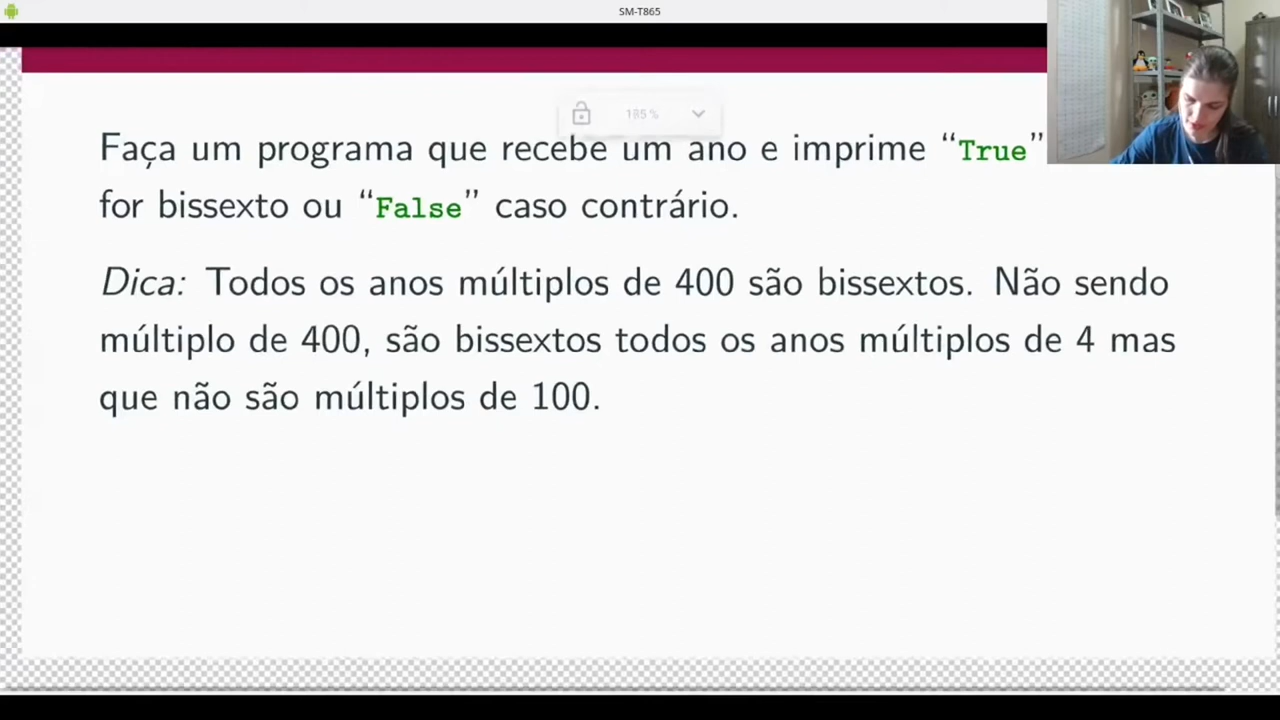 SM-T865
185 %
Faça um programa que recebe um ano e imprime “True”
for bissexto ou “False” caso contrário.
Dica: Todos os anos múltiplos de 400 são bissextos. Não sendo
múltiplo de 400, são bissextos todos os anos múltiplos de 4 mas
que não são múltiplos de 100.